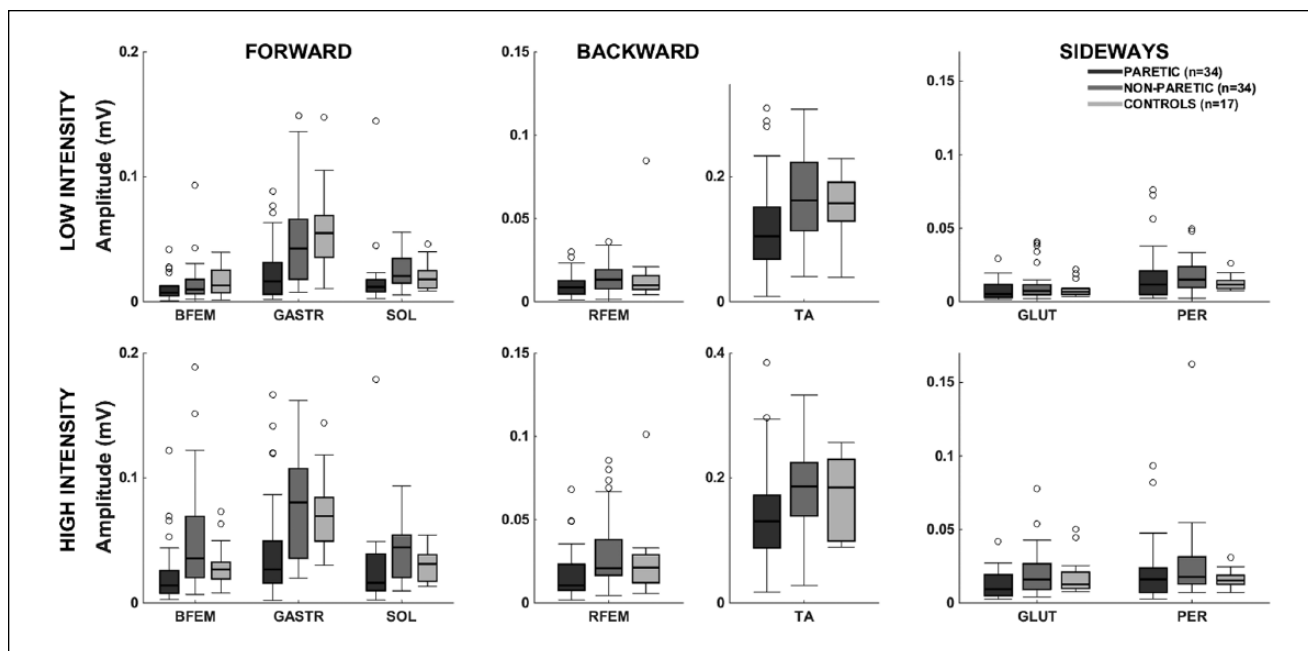 FORWARD
BACKWARD
SIDEWAYS
PARETIC (n=34)
NON-PARETIC (n=34)
CONTROLS (n=17)
LOW INTENSITY
Amplitude (mV)
0.2
0.1
0
BFEM GASTR SOL
0.15
0.1
0.05
0
RFEM
0.2
0
TA
0.15
0.1
0.05
0
GLUT PER
HIGH INTENSITY
Amplitude (mV)
0.2
0.1
0
BFEM GASTR SOL
0.15
0.1
0.05
0
RFEM
0.4
0.2
0
TA
0.15
0.1
0.05
0
GLUT PER